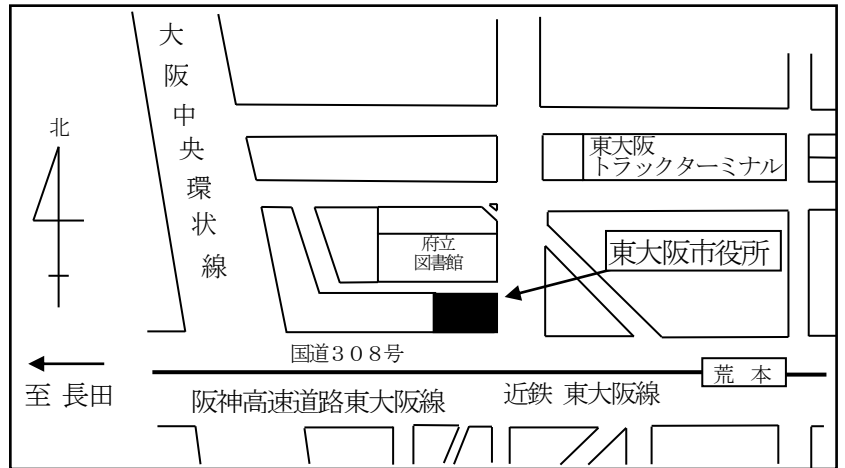 大阪中央環状線
北
東大阪
トラックターミナル
府立
図書館
東大阪市役所
国道３０８号
荒 本
至 長田
阪神高速道路東大阪線
近鉄 東大阪線